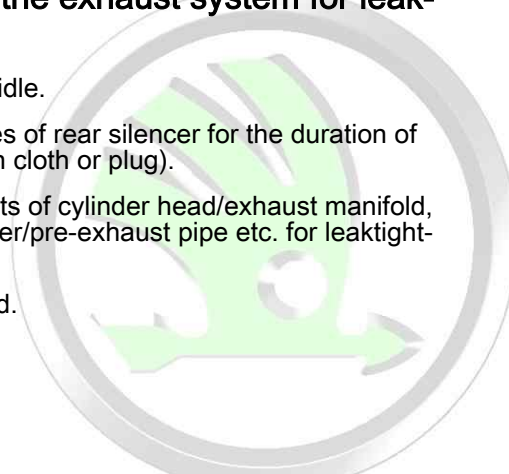 the exhaust system for leak-
idle.
es of rear silencer for the duration of
n cloth or plug).
ts of cylinder head/exhaust manifold,
er/pre-exhaust pipe etc. for leaktight-
d.